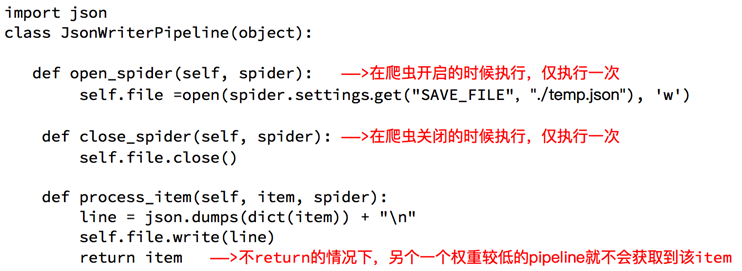 import json
class JsonWriterPipeline(object):
def open_spider(self, spider): ——>在爬虫开启的时候执行，仅执行一次
self.file =open(spider.settings.get("SAVE_FILE", "./temp.json"), 'w')
def close_spider(self, spider): ——>在爬虫关闭的时候执行，仅执行一次
self.file.close()
def process_item(self, item, spider):
line = json.dumps(dict(item)) + "\n"
self.file.write(line)
return item ——>不return的情况下，另个一个权重较低的pipeline就不会获取到该item